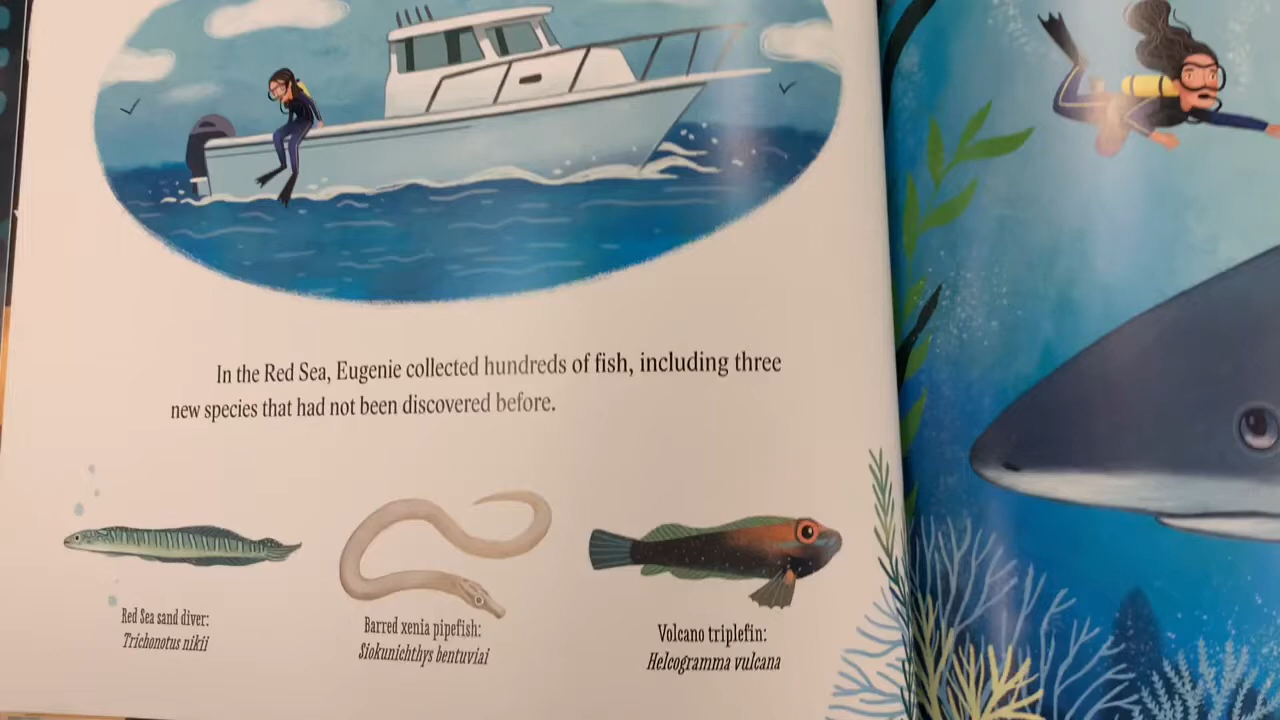 In the Red Sea, Eugenie collected hundreds of fish, including three
new species that had not been discovered before.
Red Sea sand diver:
Trichonotus nikii
Barred xenia pipefish:
Siokunichthys bentuviai
Volcano triplefin:
Helcogramma vulcana